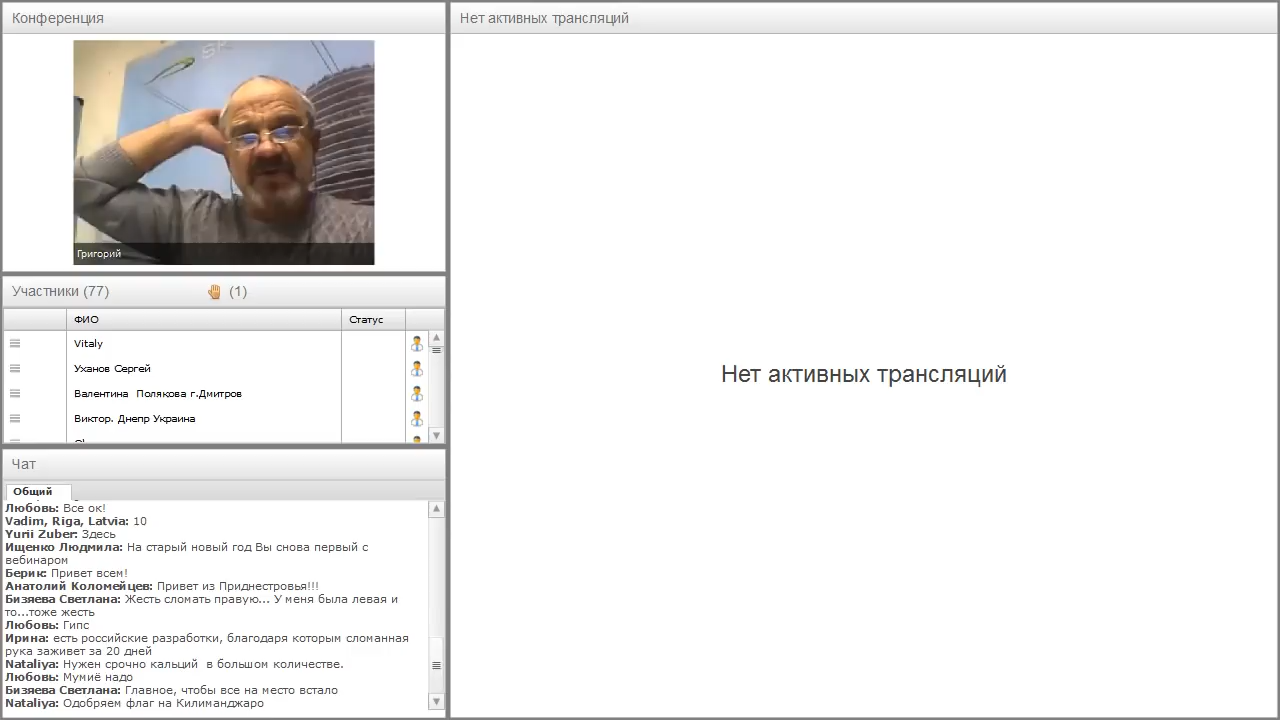 Конференция
Нет активных трансляций
SP
Григорий
Участники (77)
(1)
ФИО
Статус
Vitaly
Уханов Сергей
Валентина  Полякова г.Дмитров
Виктор. Днепр Украина
Чат
Общий
Любовь: Все ок!
Vadim, Riga, Latvia: 10
Yurii Zuber: Здесь
Ищенко Людмила: На старый новый год Вы снова первый с
вебинаром
Берик: Привет всем!
Анатолий Коломейцев: Привет из Приднестровья!!!
Бизяева Светлана: Жесть сломать правую... У меня была левая и
то...тоже жесть
Любовь: Гипс
Ирина: есть российские разработки, благодаря которым сломанная
рука заживет за 20 дней
Nataliya: Нужен срочно кальций  в большом количестве.
Любовь: Мумиё надо
Бизяева Светлана: Главное, чтобы все на место встало
Nataliya: Одобряем флаг на Килиманджаро
Нет активных трансляций